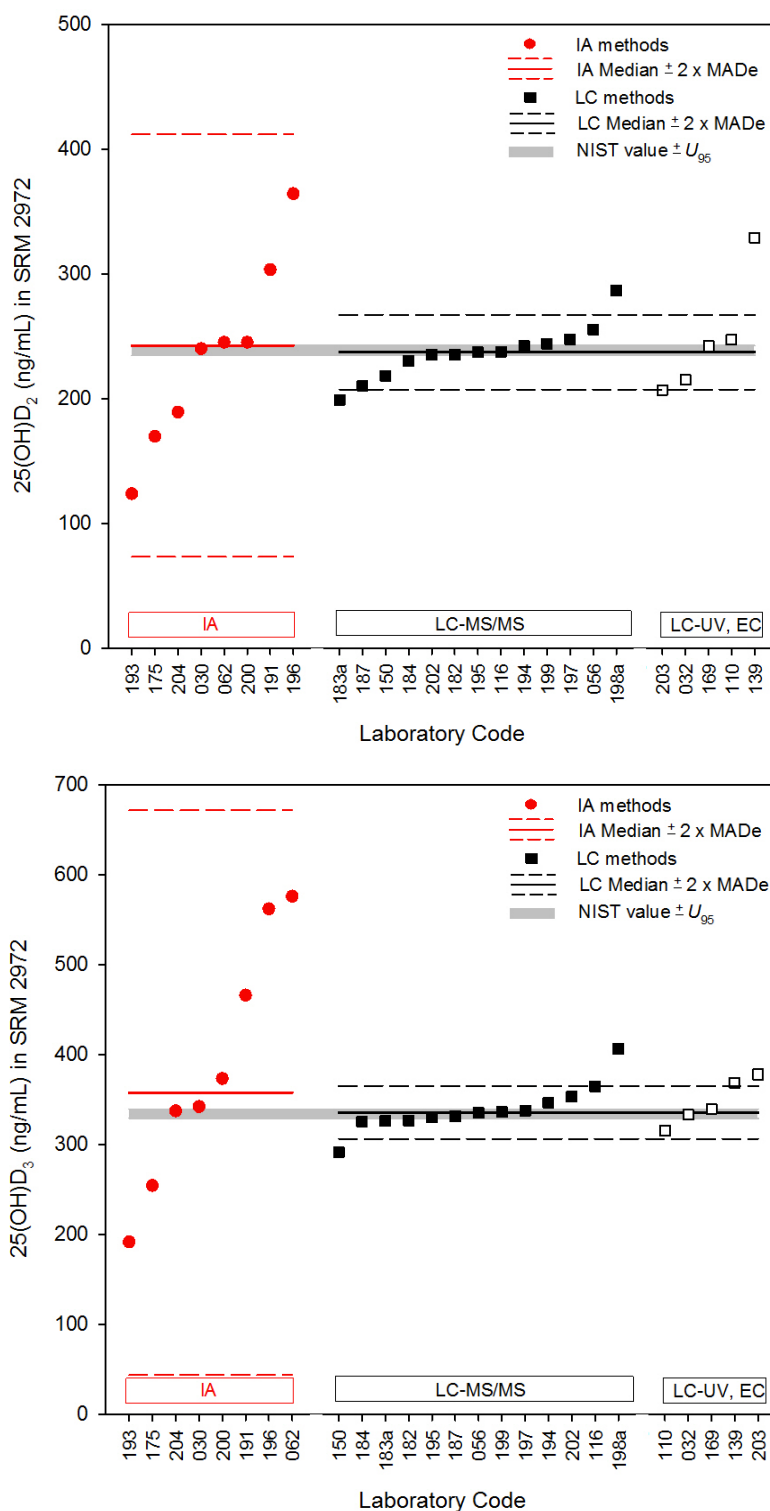 500
400
300
200
100
0
25(OH)D2 (ng/mL) in SRM 2972
IA methods
IA Median ± 2 x MADe
LC methods
LC Median ± 2 x MADe
NIST value ± U95
IA
LC-MS/MS
LC-UV, EC
193 175 204 030 062 200 191 196 183a 187 150 184 202 182 195 116 194 199 197 056 198a 203 032 169 110 139
Laboratory Code
700
600
500
400
300
200
100
0
25(OH)D3 (ng/mL) in SRM 2972
IA methods
IA Median ± 2 x MADe
LC methods
LC Median ± 2 x MADe
NIST value ± U95
IA
LC-MS/MS
LC-UV, EC
193 175 204 030 200 191 196 062 150 184 183a 182 195 187 056 199 197 194 202 116 198a 110 032 169 139 203
Laboratory Code